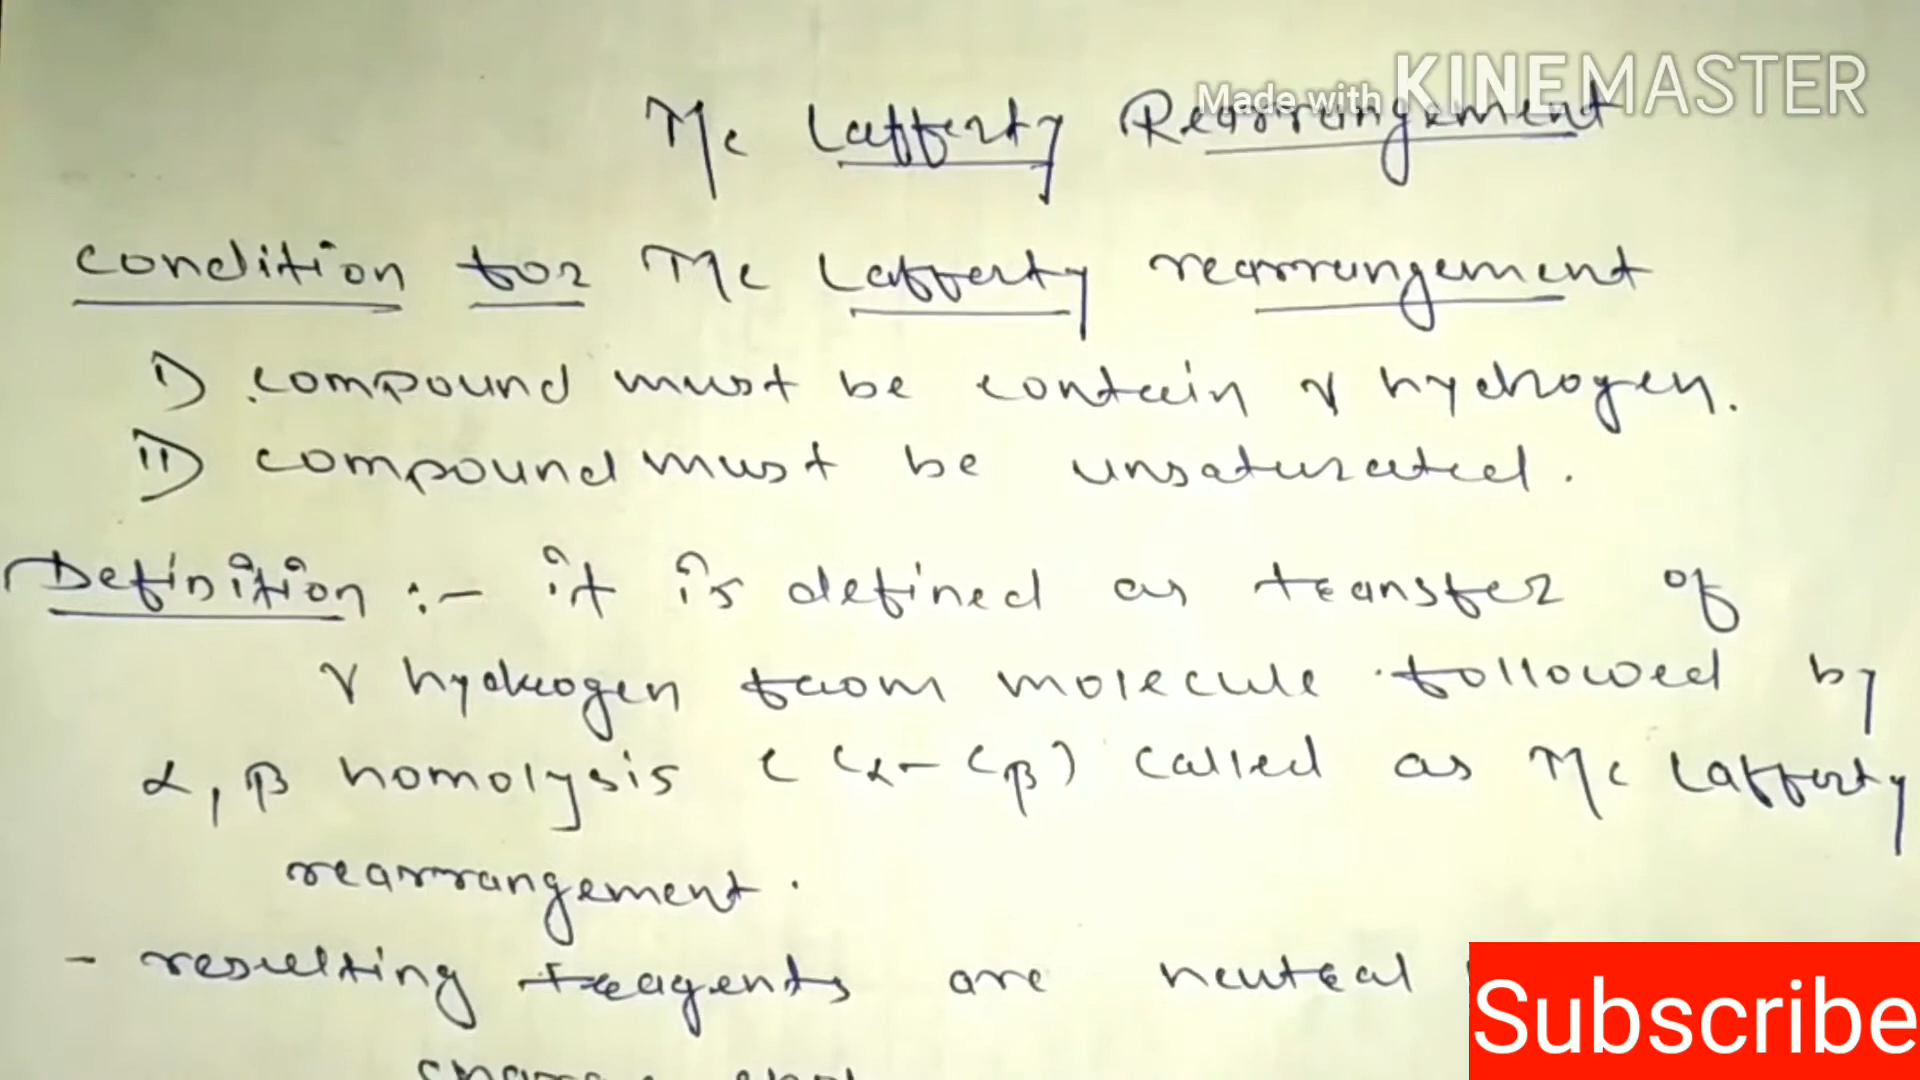 Made with KINEMASTER
Mc Lafferty Rearrangement
condition for Mc Lafferty rearrangement
I) compound must be contain γ hydrogen.
II) compound must be unsaturated.
Definition :- it is defined as transfer of
γ hydrogen from molecule followed by
α, β homolysis (Cα-Cβ) called as Mc Lafferty
rearrangement.
- resulting freagents are neutral
Subscribe